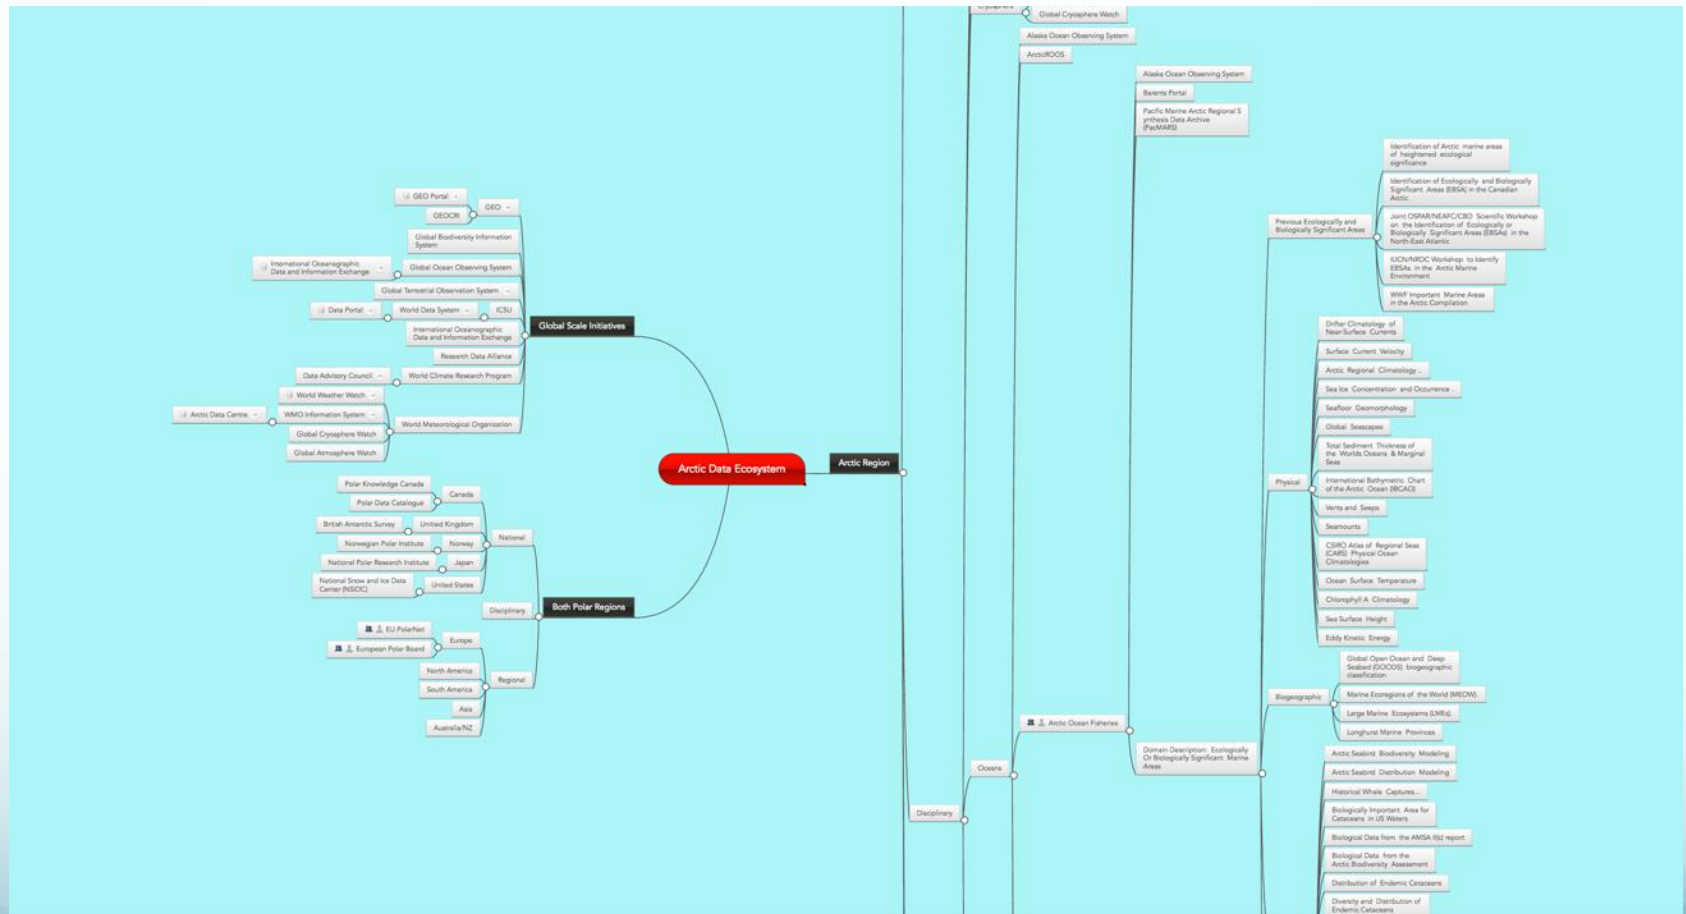 Global Cryosphere Watch
Alaska Ocean Observing System
ArcticROOS
Alaska Ocean Observing System
Barents Portal
Pacific Marine Arctic Regional S
ynthesis Data Archive
(PacMARS)
Identification of Arctic marine areas
of heightened ecological
significance
Identification of Ecologically and Biologically
Significant Areas (EBSA) in the Canadian
Arctic.
Previous Ecologically and
Biologically Significant Areas
Joint OSPAR/NEAFC/CBD Scientific Workshop
on the Identification of Ecologically or
Biologically Significant Areas (EBSAs) in the
North-East Atlantic
IUCN/NRDC Workshop to Identify
EBSAs in the Arctic Marine
Environment
WWF Important Marine Areas
in the Arctic Compilation
GEO Portal
GEOCRI
GEO
Global Biodiversity Information
System
International Oceanagraphic
Data and Information Exchange
Global Ocean Observing System
Global Terrestrial Observation System
Data Portal
World Data System
ICSU
Global Scale Initiatives
International Oceanographic
Data and Information Exchange
Research Data Alliance
Data Advisory Council
World Climate Research Program
World Weather Watch
Arctic Data Centre
WMO Information System
World Meteorological Organization
Global Cryosphere Watch
Global Atmosphere Watch
Arctic Data Ecosystem
Arctic Region
Polar Knowledge Canada
Canada
Polar Data Catalogue
British Antarctic Survey
Unitied Kingdom
Norwegian Polar Institute
Norway
National
National Polar Research Institute
Japan
National Snow and Ice Data
Center (NSIDC)
United States
Disciplinary
Both Polar Regions
EU PolarNet
Europe
European Polar Board
North America
Regional
South America
Asia
Australia/NZ
Drifter Climatology of
Near-Surface Currents
Surface Current Velocity
Arctic Regional Climatology ..
Sea Ice Concentration and Occurrence ..
Seafloor Geomorphology
Global Seascapes
Total Sediment Thickness of
the Worlds Oceans & Marginal
Seas
Physical
International Bathymetric Chart
of the Arctic Ocean (IBCAO)
Vents and Seeps
Seamounts
CSIRO Atlas of Regional Seas
(CARS) Physical Ocean
Climatologies
Ocean Surface Temperature
Chlorophyll A Climatology
Sea Surface Height
Eddy Kinetic Energy
Global Open Ocean and Deep
Seabed (GOODS) biogeographic
classification
Biogeographic
Marine Ecoregions of the World (MEOW).
Large Marine Ecosystems (LMEs).
Longhurst Marine Provinces
Arctic Ocean Fisheries
Domain Description: Ecologically
Or Biologically Significant Marine
Areas
Oceans
Disciplinary
Arctic Seabird Biodiversity Modeling
Arctic Seabird Distribution Modeling
Historical Whale Captures...
Biologically Important Area for
Cetaceans in US Waters
Biological Data from the AMSA II(c) report
Biological Data from the
Arctic Biodiversity Assessment
Distribution of Endemic Cetaceans
Diversity and Distribution of
Endemic Cetaceans